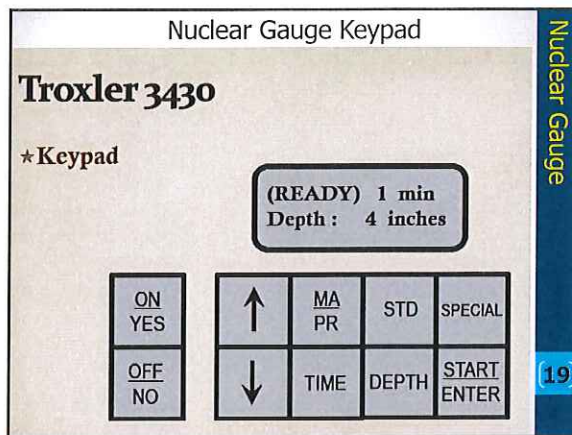 Nuclear Gauge Keypad
Troxler 3430
★Keypad
(READY) 1 min
Depth : 4 inches
ON
YES
↑
MA
PR
STD
SPECIAL
OFF
NO
↓
TIME
DEPTH
START
ENTER
Nuclear Gauge
19